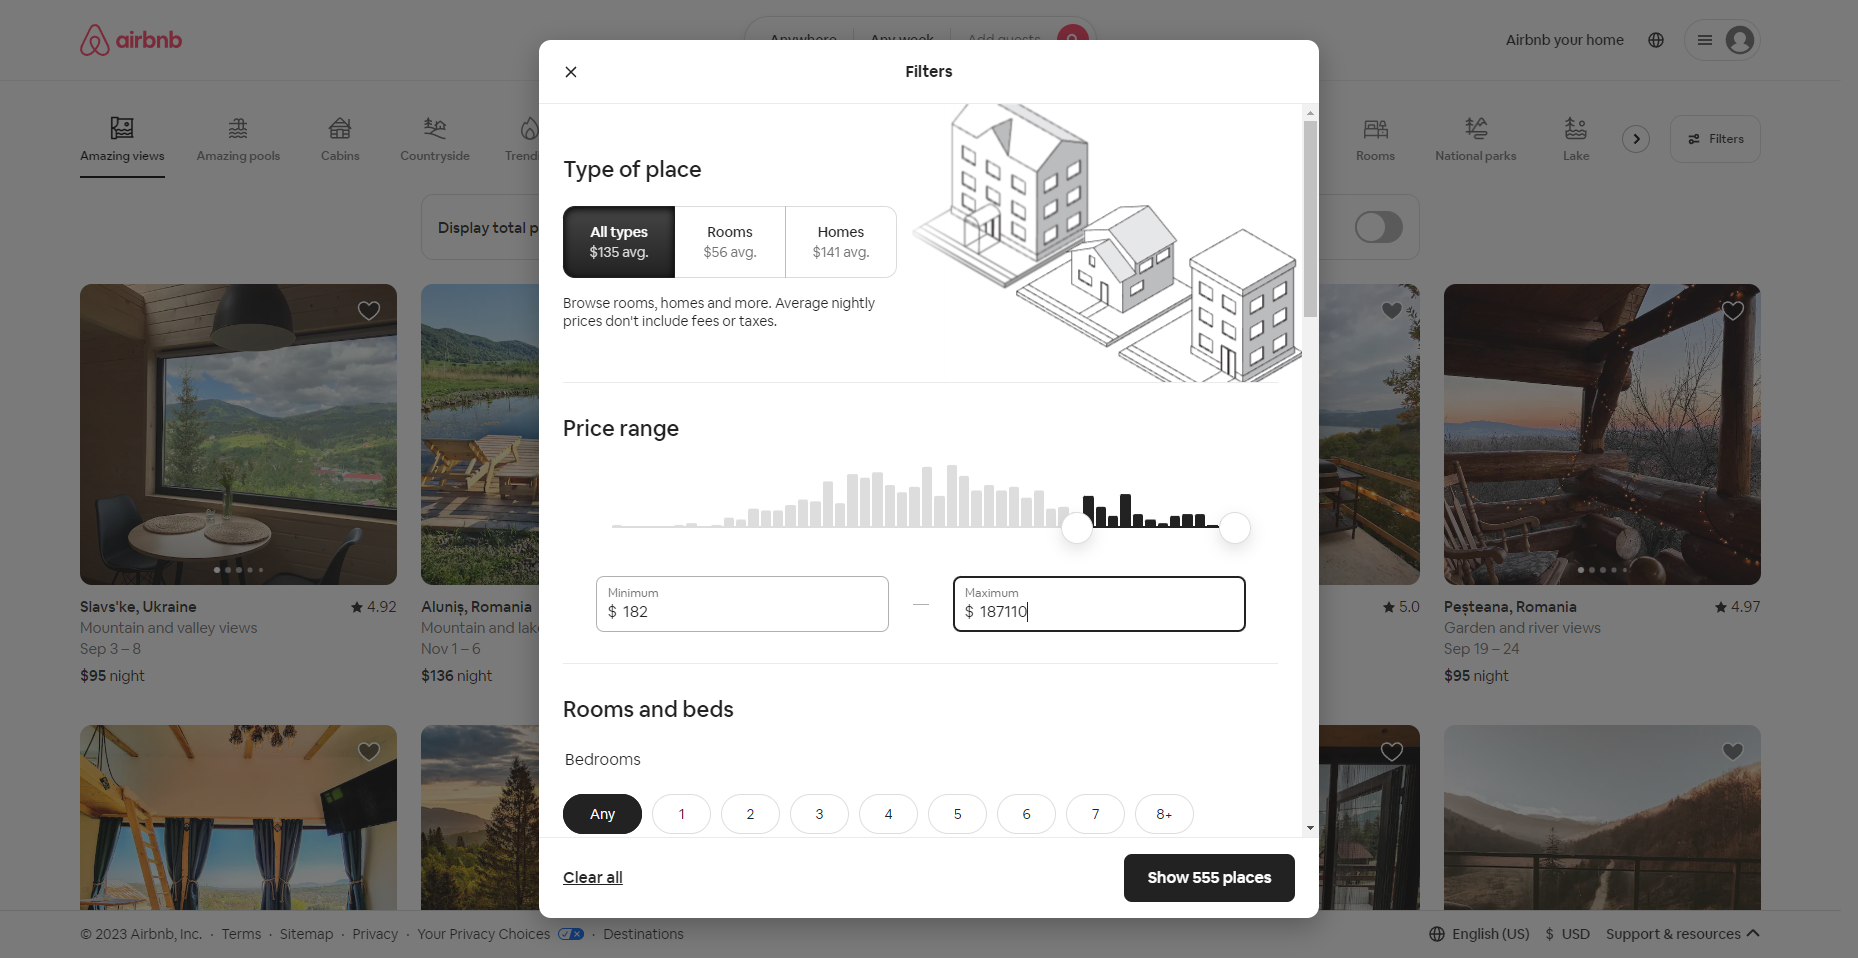 airbnb
Anywhere
Any week
Add guests
Airbnb your home
Filters
Amazing views
Amazing pools
Cabins
Countryside
Trend
Rooms
National parks
Lake
Filters
Display total p
Type of place
All types
$135 avg.
Rooms
$56 avg.
Homes
$141 avg.
Browse rooms, homes and more. Average nightly
prices don't include fees or taxes.
Price range
Minimum
$ 182
—
Maximum
$ 187110
Rooms and beds
Bedrooms
Any
1
2
3
4
5
6
7
8+
Clear all
Show 555 places
Slavs'ke, Ukraine
4.92
Mountain and valley views
Sep 3 – 8
$95 night
Aluniș, Romania
Mountain and lak
Nov 1 – 6
$136 night
5.0
Peșteana, Romania
4.97
Garden and river views
Sep 19 – 24
$95 night
© 2023 Airbnb, Inc. · Terms · Sitemap · Privacy · Your Privacy Choices · Destinations
English (US)
$ USD
Support & resources